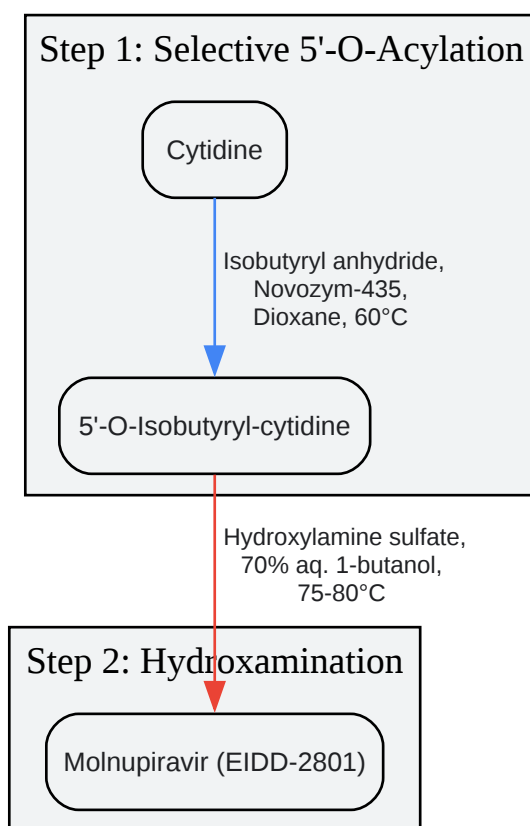 Step 1: Selective 5'-O-Acylation
Cytidine
Isobutyryl anhydride,
Novozym-435,
Dioxane, 60°C
5'-O-Isobutyryl-cytidine
Hydroxylamine sulfate,
70% aq. 1-butanol,
75-80°C
Step 2: Hydroxamination
Molnupiravir (EIDD-2801)